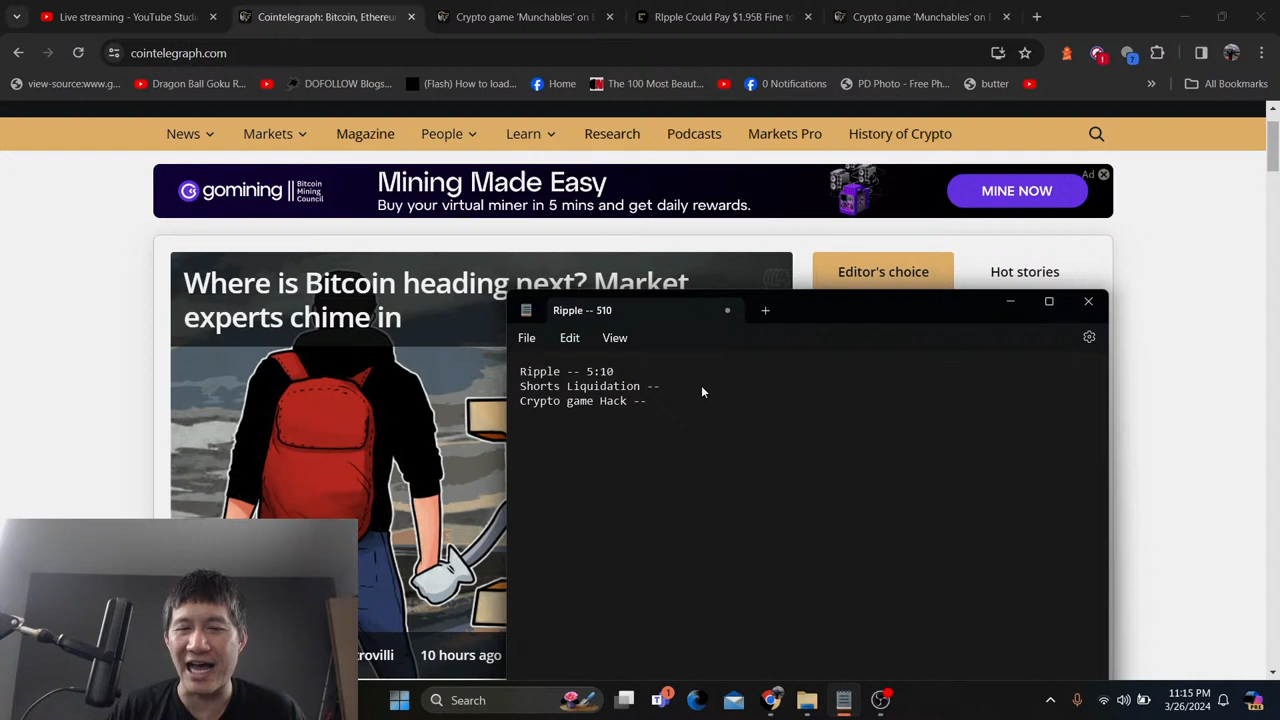 Live streaming - YouTube Studi
Cointelegraph: Bitcoin, Ethereu
Crypto game 'Munchables' on
RIpple Could Pay $1.95B Fine to
Crypto game 'Munchables' on
cointelegraph.com
view-source:www.g...
Dragon Ball Goku R...
DOFOLLOW Blogs...
(Flash) How to load...
Home
The 100 Most Beaut...
0 Notifications
PD Photo - Free Ph...
butter
All Bookmarks
News
Markets
Magazine
People
Learn
Research
Podcasts
Markets Pro
History of Crypto
gomining
Bitcoin
Mining
Council
Mining Made Easy
Buy your virtual miner in 5 mins and get daily rewards.
MINE NOW
Ad
Where is Bitcoin heading next? Market
experts chime in
Editor's choice
Hot stories
Ripple -- 510
File
Edit
View
Ripple -- 5:10
Shorts Liquidation --
Crypto game Hack --
trovilli
10 hours ago
Search
1
11:15 PM
3/26/2024